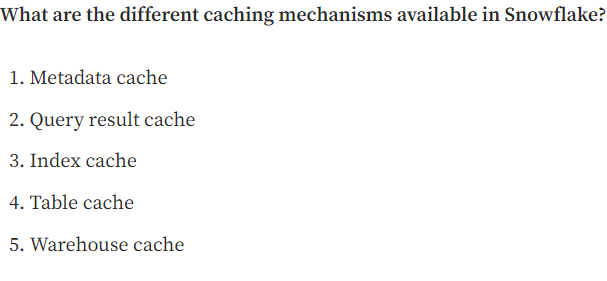 What are the different caching mechanisms available in Snowflake?
1. Metadata cache
2. Query result cache
3. Index cache
4. Table cache
5. Warehouse cache